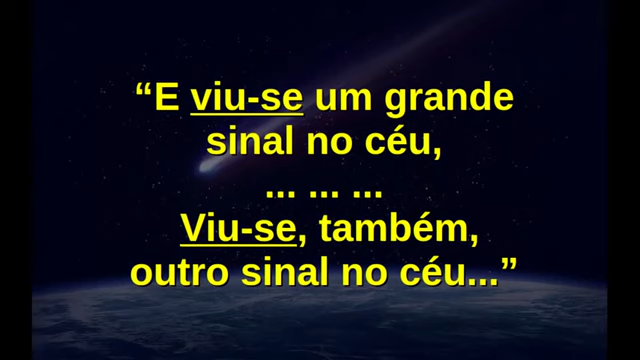 “E viu-se um grande
sinal no céu,
... ... ...
Viu-se, também,
outro sinal no céu...”